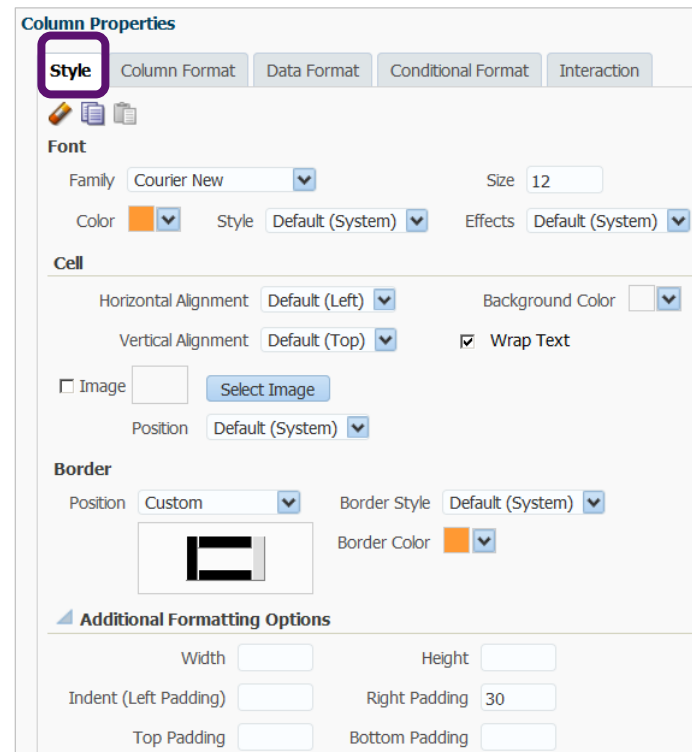 Column Properties
Style Column Format Data Format Conditional Format Interaction
Font
Family Courier New Size 12
Color Style Default (System) Effects Default (System)
Cell
Horizontal Alignment Default (Left) Background Color
Vertical Alignment Default (Top) Wrap Text
Image Select Image
Position Default (System)
Border
Position Custom Border Style Default (System)
Border Color
Additional Formatting Options
Width Height
Indent (Left Padding) Right Padding 30
Top Padding Bottom Padding